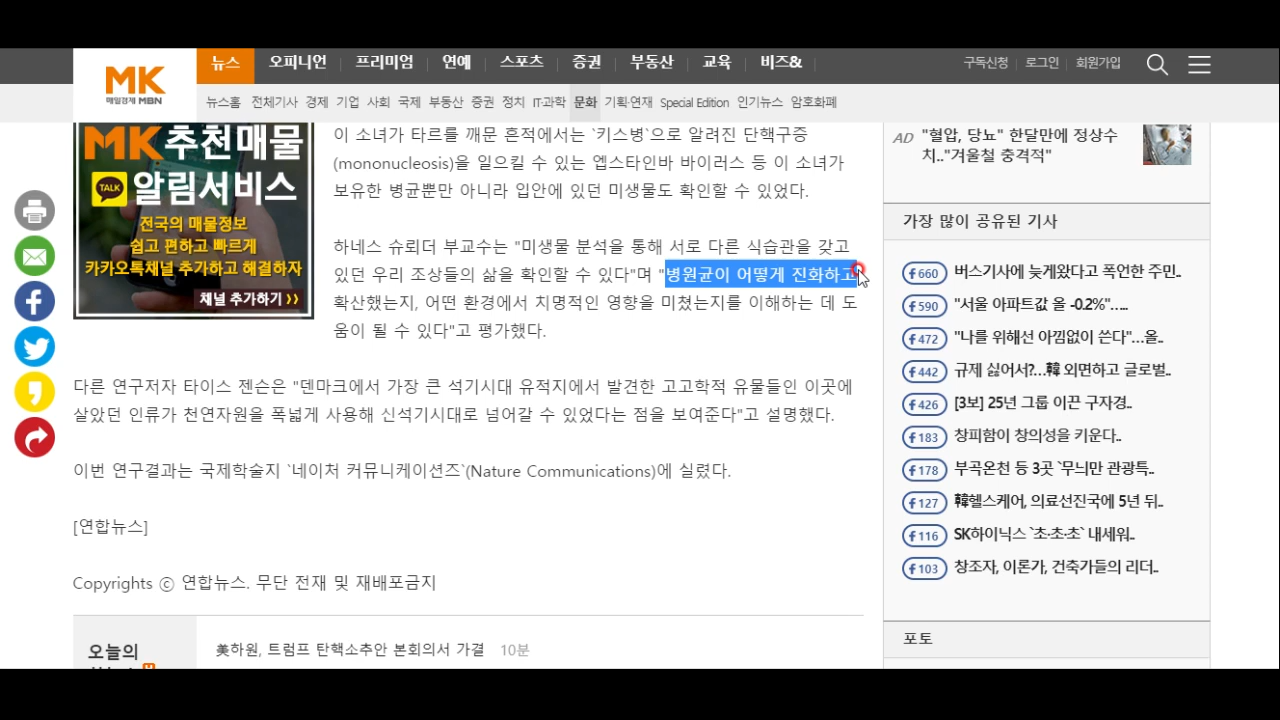 MK
매일경제 MBN
뉴스 오피니언 프리미엄 연예 스포츠 증권 부동산 교육 비즈&
구독신청 로그인 회원가입
뉴스홈 전체기사 경제 기업 사회 국제 부동산 증권 정치 IT·과학 문화 기획·연재 Special Edition 인기뉴스 암호화폐
MK추천매물
TALK 알림서비스
전국의 매물정보
쉽고 편하고 빠르게
카카오톡채널 추가하고 해결하자
채널 추가하기 》
이 소녀가 타르를 깨문 흔적에서는 `키스병`으로 알려진 단핵구증
(mononucleosis)을 일으킬 수 있는 엡스타인바 바이러스 등 이 소녀가
보유한 병균뿐만 아니라 입안에 있던 미생물도 확인할 수 있었다.
하네스 슈뢰더 부교수는 "미생물 분석을 통해 서로 다른 식습관을 갖고
있던 우리 조상들의 삶을 확인할 수 있다"며 "병원균이 어떻게 진화하고
확산했는지, 어떤 환경에서 치명적인 영향을 미쳤는지를 이해하는 데 도
움이 될 수 있다"고 평가했다.
다른 연구저자 타이스 젠슨은 "덴마크에서 가장 큰 석기시대 유적지에서 발견한 고고학적 유물들인 이곳에
살았던 인류가 천연자원을 폭넓게 사용해 신석기시대로 넘어갈 수 있었다는 점을 보여준다"고 설명했다.
이번 연구결과는 국제학술지 `네이처 커뮤니케이션즈`(Nature Communications)에 실렸다.
[연합뉴스]
Copyrights ⓒ 연합뉴스. 무단 전재 및 재배포금지
오늘의
美하원, 트럼프 탄핵소추안 본회의서 가결 10분
AD "혈압, 당뇨" 한달만에 정상수
치.."겨울철 충격적"
가장 많이 공유된 기사
660 버스기사에 늦게왔다고 폭언한 주민..
590 "서울 아파트값 올 -0.2%"…..
472 "나를 위해선 아낌없이 쓴다"…올..
442 규제 싫어서?…韓 외면하고 글로벌..
426 [3보] 25년 그룹 이끈 구자경..
183 창피함이 창의성을 키운다..
178 부곡온천 등 3곳 `무늬만 관광특..
127 韓헬스케어, 의료선진국에 5년 뒤..
116 SK하이닉스 `초·초·초` 내세워..
103 창조자, 이론가, 건축가들의 리더..
포토